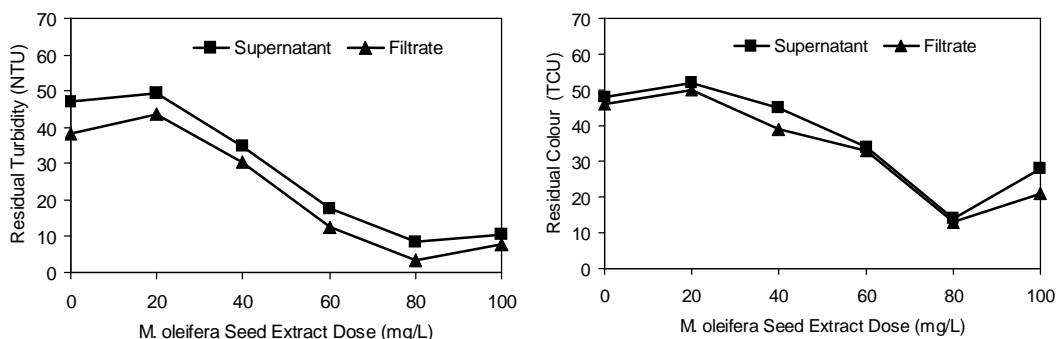 70
60
50
40
30
20
10
0
Residual Turbidity (NTU)
Supernatant Filtrate
0 20 40 60 80 100
M. oleifera Seed Extract Dose (mg/L)
70
60
50
40
30
20
10
0
Residual Colour (TCU)
Supernatant Filtrate
0 20 40 60 80 100
M. oleifera Seed Extract Dose (mg/L)